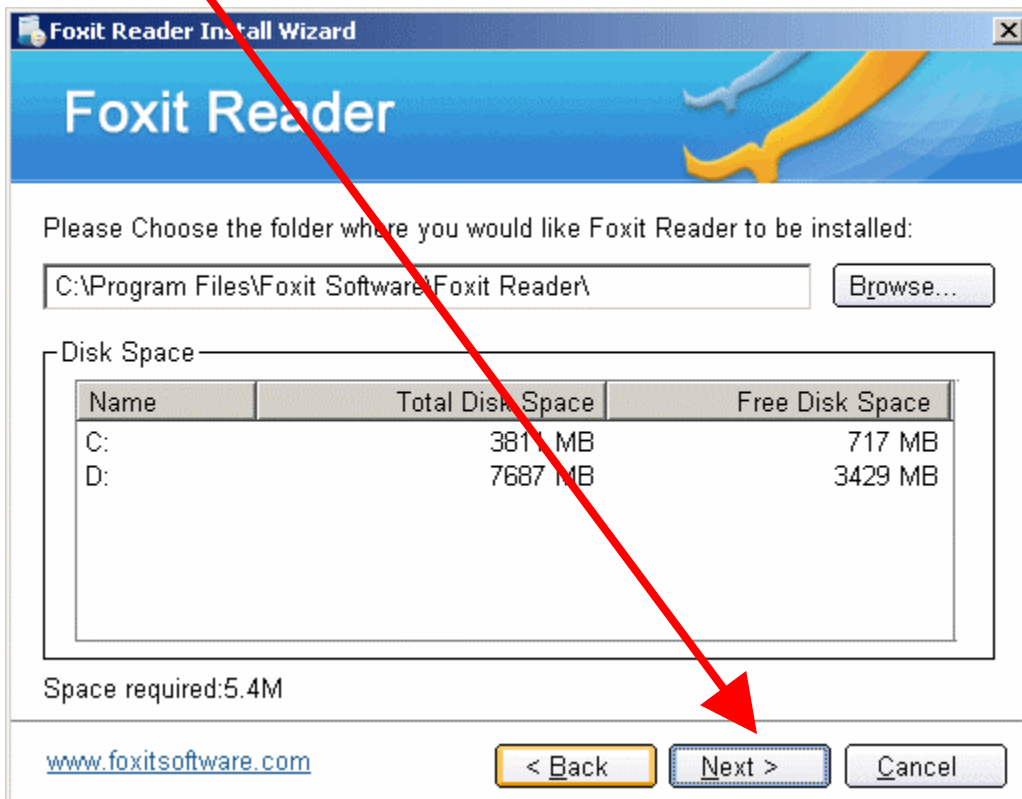 Foxit Reader Install Wizard
Foxit Reader
Please Choose the folder where you would like Foxit Reader to be installed:
C:\Program Files\Foxit Software\Foxit Reader\
Browse...
Disk Space
Name Total Disk Space Free Disk Space
C: 3811 MB 717 MB
D: 7687 MB 3429 MB
Space required:5.4M
www.foxitsoftware.com < Back Next > Cancel